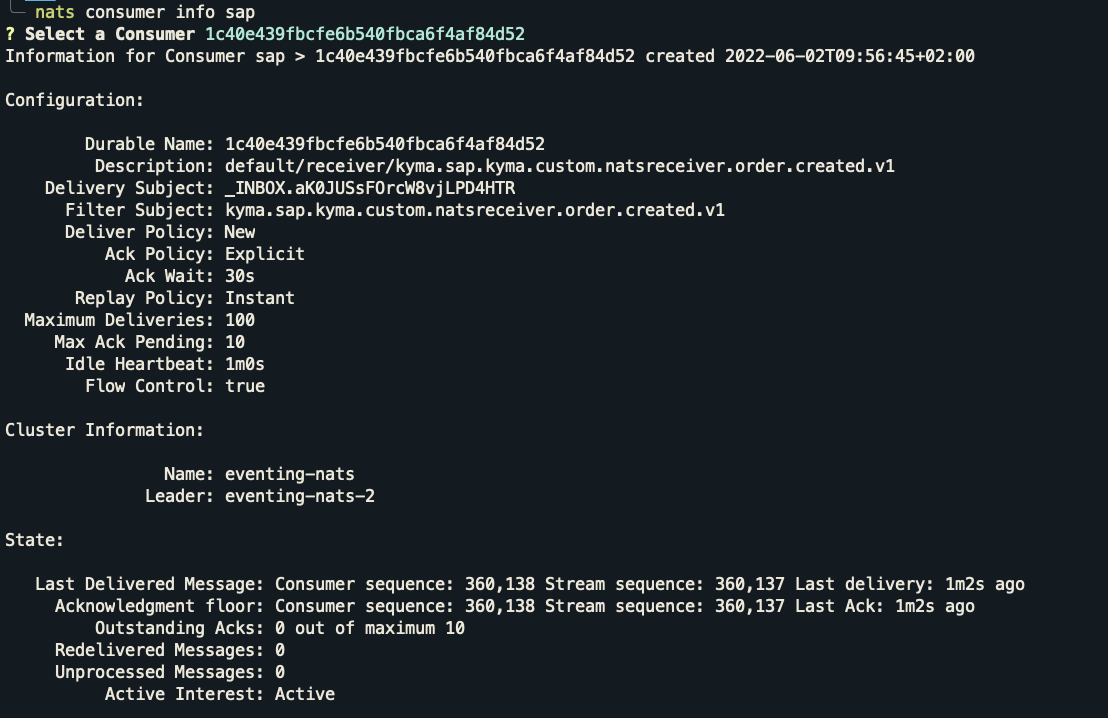 nats consumer info sap
? Select a Consumer 1c40e439fbcfe6b540fbca6f4af84d52
Information for Consumer sap > 1c40e439fbcfe6b540fbca6f4af84d52 created 2022-06-02T09:56:45+02:00
Configuration:
Durable Name: 1c40e439fbcfe6b540fbca6f4af84d52
Description: default/receiver/kyma.sap.kyma.custom.natsreceiver.order.created.v1
Delivery Subject: _INBOX.aK0JUSsFOrcW8vjLPD4HTR
Filter Subject: kyma.sap.kyma.custom.natsreceiver.order.created.v1
Deliver Policy: New
Ack Policy: Explicit
Ack Wait: 30s
Replay Policy: Instant
Maximum Deliveries: 100
Max Ack Pending: 10
Idle Heartbeat: 1m0s
Flow Control: true
Cluster Information:
Name: eventing-nats
Leader: eventing-nats-2
State:
Last Delivered Message: Consumer sequence: 360,138 Stream sequence: 360,137 Last delivery: 1m2s ago
Acknowledgment floor: Consumer sequence: 360,138 Stream sequence: 360,137 Last Ack: 1m2s ago
Outstanding Acks: 0 out of maximum 10
Redelivered Messages: 0
Unprocessed Messages: 0
Active Interest: Active